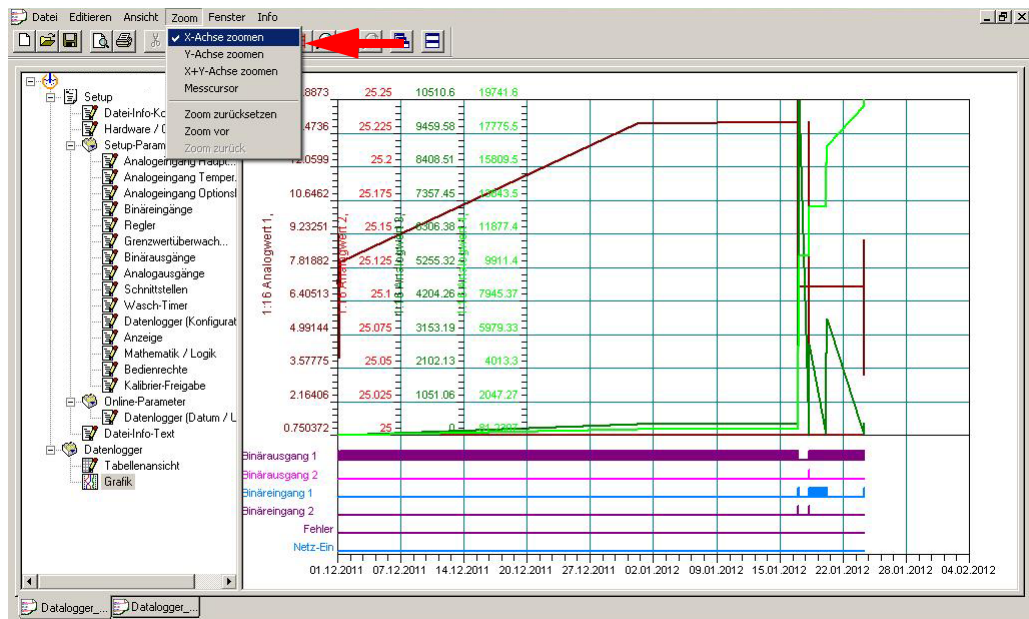 Datei Editieren Ansicht Zoom Fenster Info
X-Achse zoomen
Y-Achse zoomen
X+Y-Achse zoomen
Messcursor
Zoom zurücksetzen
Zoom vor
Zoom zurück
Setup
Datei-Info-Ko
Hardware /
Setup-Param
Analogeingang Haupt...
Analogeingang Temper.
Analogeingang Optionsl
Binäreingänge
Regler
Grenzwertüberwach...
Binärausgänge
Analogausgänge
Schnittstellen
Wasch-Timer
Datenlogger (Konfigurat
Anzeige
Mathematik / Logik
Bedienrechte
Kalibrier-Freigabe
Online-Parameter
Datenlogger (Datum / L
Datei-Info-Text
Datenlogger
Tabellenansicht
Grafik
.8873 25.25 10510.6 19741.6
.4736 25.225 9459.58 17775.5
12.0599 25.2 8408.51 15809.5
10.6462 25.175 7357.45 13843.5
9.23251 25.15 6306.38 11877.4
7.81882 25.125 5255.32 9911.4
6.40513 25.1 4204.26 7945.37
4.99144 25.075 3153.19 5979.33
3.57775 25.05 2102.13 4013.3
2.16406 25.025 1051.06 2047.27
0.750372 25 0 81.2397
1:16 Analogwert 1,
1:16 Analogwert 2,
Binärausgang 1
Binärausgang 2
Binäreingang 1
Binäreingang 2
Fehler
Netz-Ein
01.12.2011 07.12.2011 14.12.2011 20.12.2011 27.12.2011 02.01.2012 09.01.2012 15.01.2012 22.01.2012 28.01.2012 04.02.2012
Datalogger_... Datalogger_...